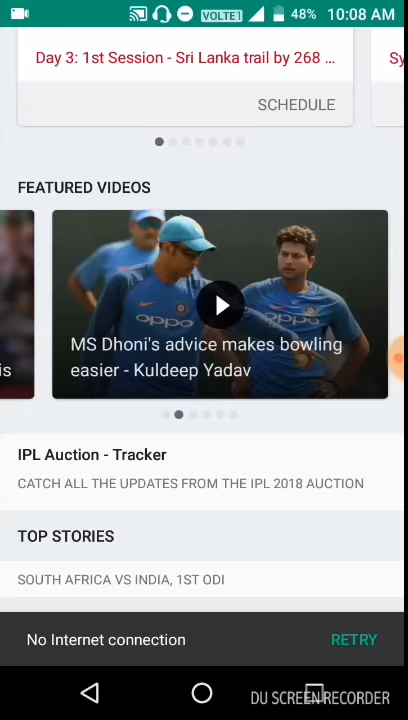 VOLTE1 48% 10:08 AM
Day 3: 1st Session - Sri Lanka trail by 268 ...
Sy
SCHEDULE
FEATURED VIDEOS
oppo
oppo
is
MS Dhoni's advice makes bowling
easier - Kuldeep Yadav
IPL Auction - Tracker
CATCH ALL THE UPDATES FROM THE IPL 2018 AUCTION
TOP STORIES
SOUTH AFRICA VS INDIA, 1ST ODI
No Internet connection
RETRY
DU SCREEN RECORDER